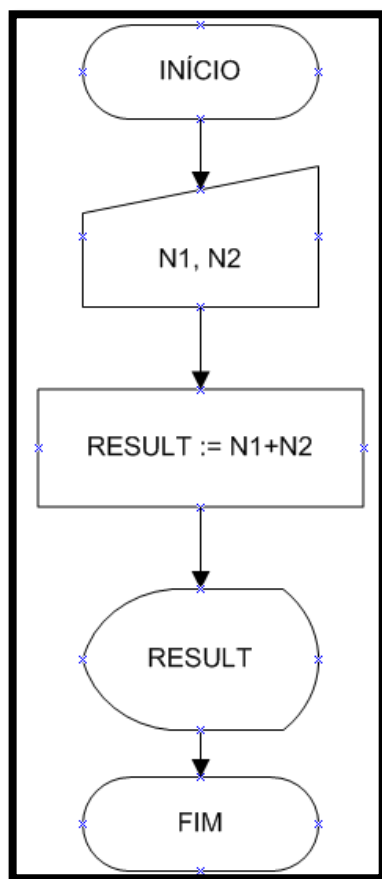 INÍCIO
N1, N2
RESULT := N1+N2
RESULT
FIM